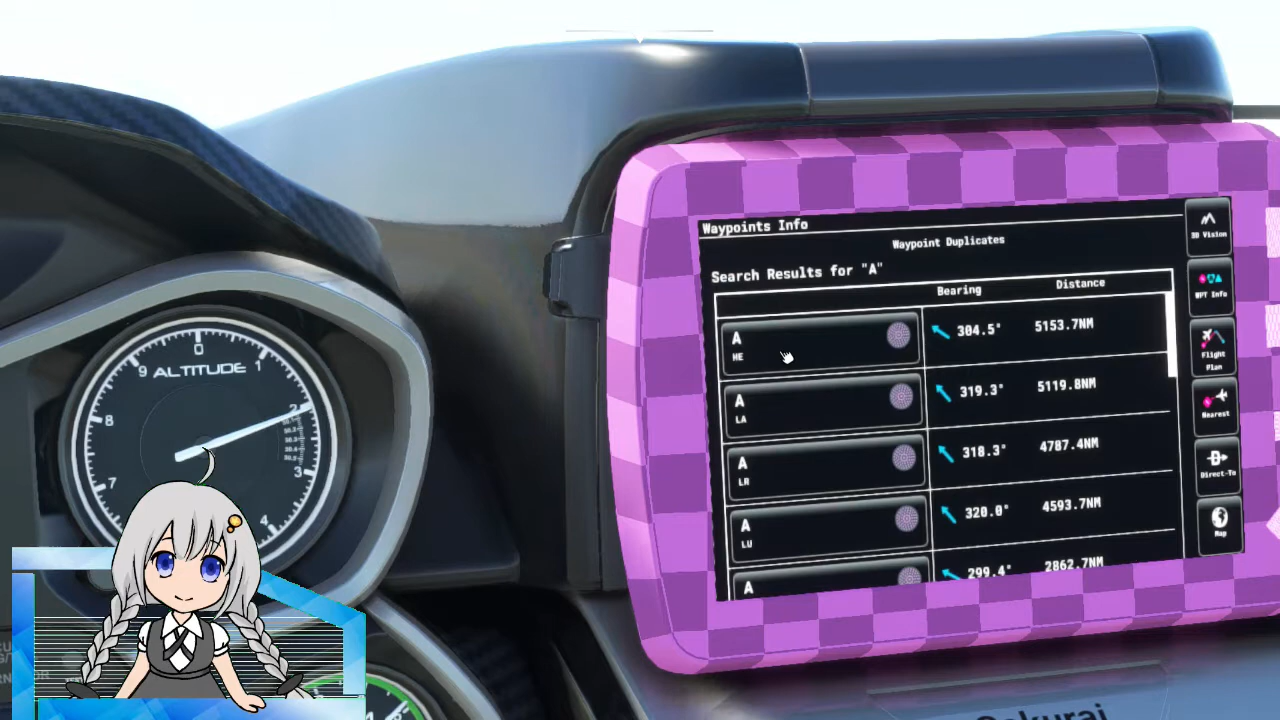 Waypoints Info
Waypoint Duplicates
Search Results for "A"
Bearing Distance
A
HE
304.5° 5153.7NM
A
LA
319.3° 5119.8NM
A
LR
318.3° 4787.4NM
A
LU
320.0° 4593.7NM
A
299.4° 2862.7NM
3D Vision
WPT Info
Flight
Plan
Nearest
Direct-To
Map
0
9 ALTITUDE 1
8 2
7 3
4
Sakurai